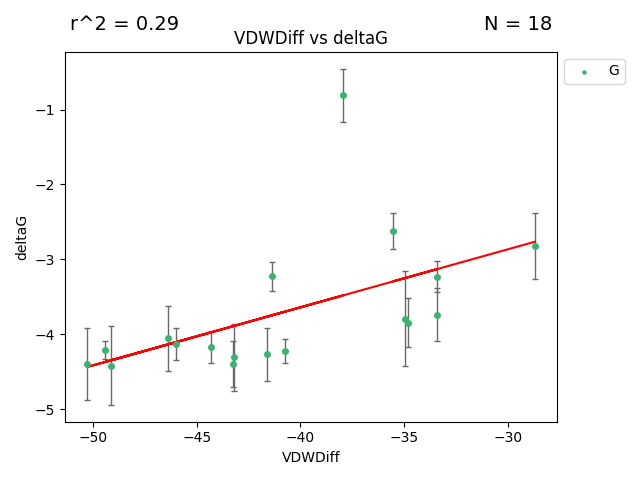 r^2 = 0.29
N = 18
VDWDiff vs deltaG
G
−1
−2
−3
−4
−5
deltaG
−50
−45
−40
−35
−30
VDWDiff